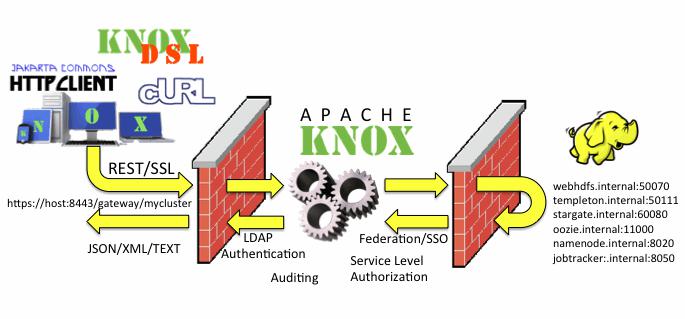 KNOX
DSL
JAKARTA COMMONS
HTTPCLIENT
cURL
K N O X
APACHE
KNOX
REST/SSL
https://host:8443/gateway/mycluster
JSON/XML/TEXT
LDAP
Authentication
Auditing
Federation/SSO
Service Level
Authorization
webhdfs.internal:50070
templeton.internal:50111
stargate.internal:60080
oozie.internal:11000
namenode.internal:8020
jobtracker:.internal:8050